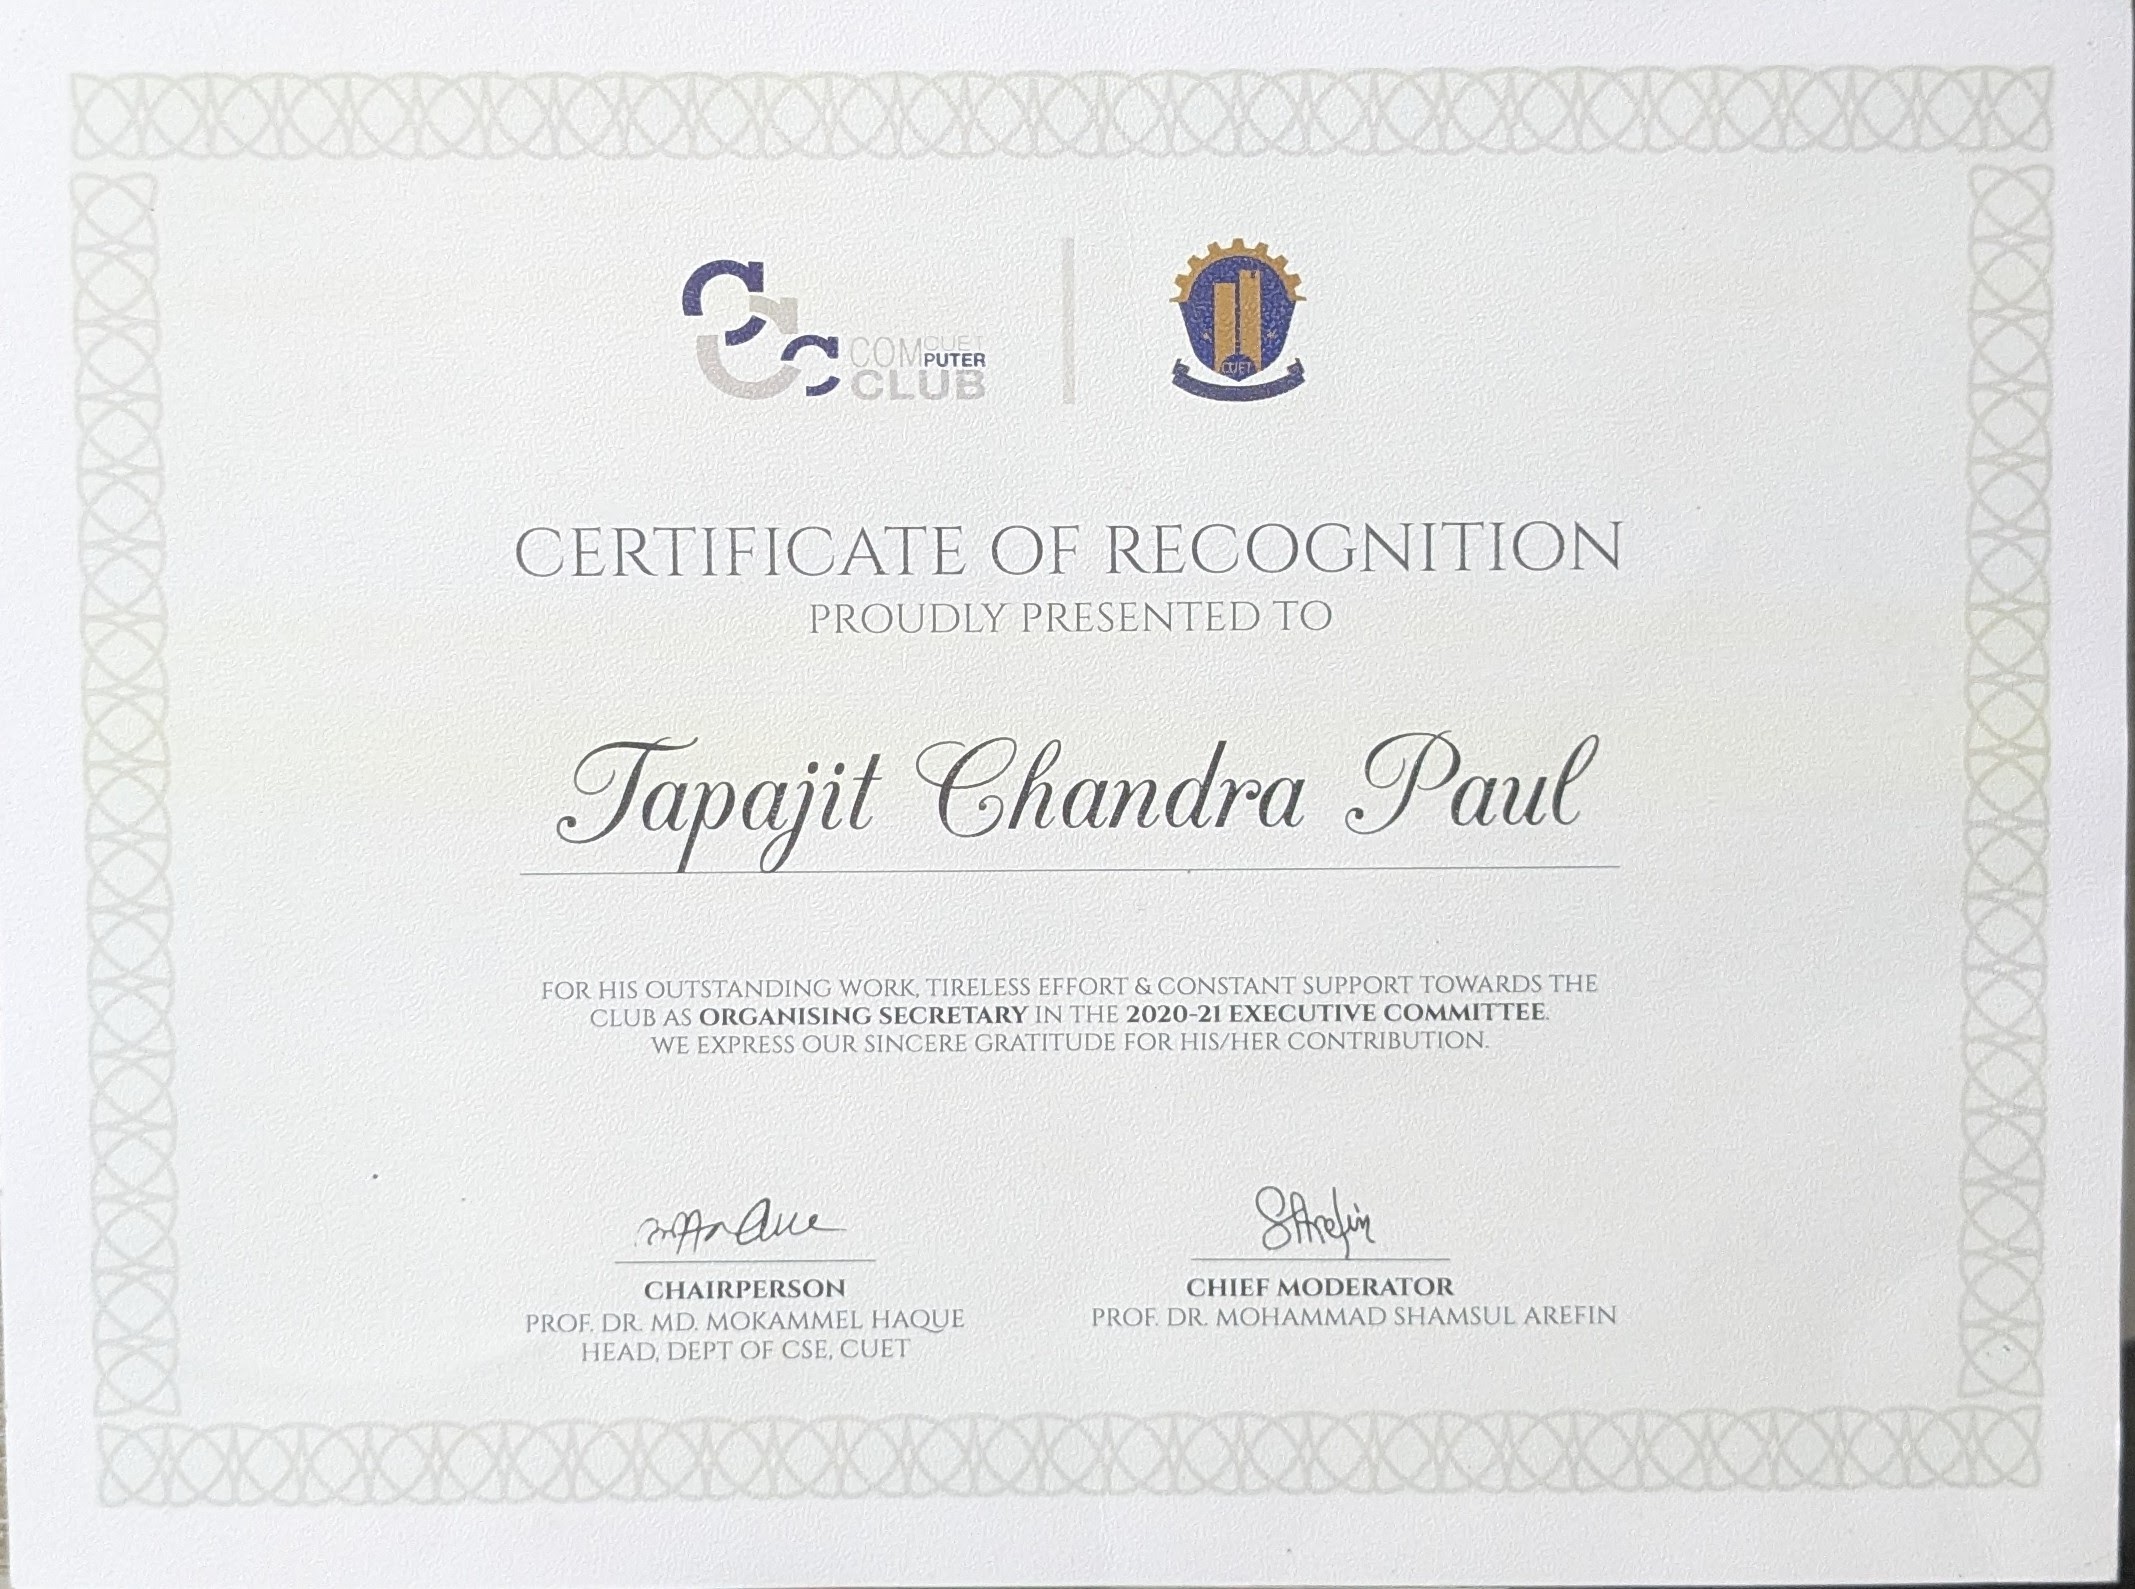 CUET
COMPUTER
CLUB
CUET
CERTIFICATE OF RECOGNITION
PROUDLY PRESENTED TO
Tapajit Chandra Paul
FOR HIS OUTSTANDING WORK, TIRELESS EFFORT & CONSTANT SUPPORT TOWARDS THE
CLUB AS ORGANISING SECRETARY IN THE 2020-21 EXECUTIVE COMMITTEE.
WE EXPRESS OUR SINCERE GRATITUDE FOR HIS/HER CONTRIBUTION.
SArefin
CHAIRPERSON
PROF. DR. MD. MOKAMMEL HAQUE
HEAD, DEPT OF CSE, CUET
CHIEF MODERATOR
PROF. DR. MOHAMMAD SHAMSUL AREFIN